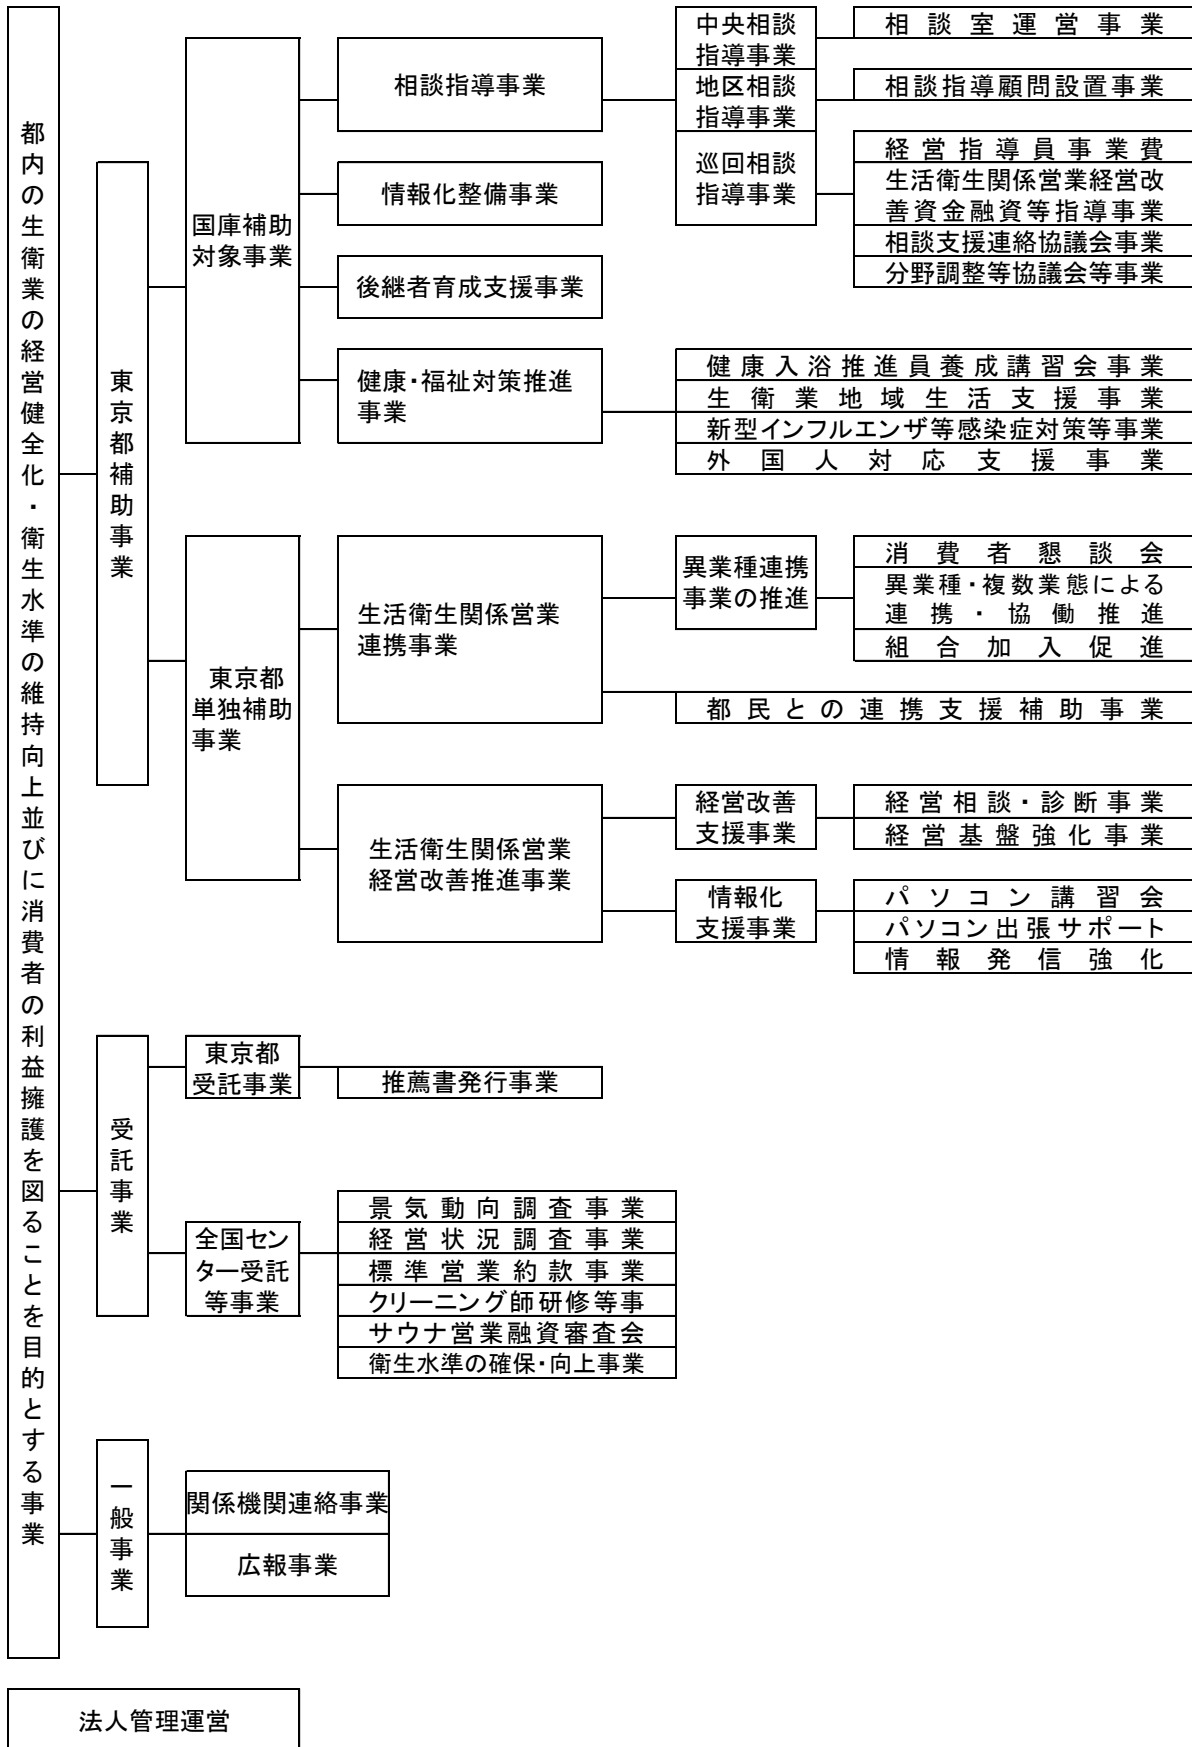 都内の生衛業の経営健全化・衛生水準の維持向上並びに消費者の利益擁護を図ることを目的とする事業
東京都補助事業
国庫補助
対象事業
相談指導事業
中央相談
指導事業
相談室運営事業
地区相談
指導事業
相談指導顧問設置事業
巡回相談
指導事業
経営指導員事業費
生活衛生関係営業経営改
善資金融資等指導事業
相談支援連絡協議会事業
分野調整等協議会等事業
情報化整備事業
後継者育成支援事業
健康・福祉対策推進
事業
健康入浴推進員養成講習会事業
生衛業地域生活支援事業
新型インフルエンザ等感染症対策等事業
外国人対応支援事業
東京都
単独補助
事業
生活衛生関係営業
連携事業
異業種連携
事業の推進
消費者懇談会
異業種・複数業態による
連携・協働推進
組合加入促進
都民との連携支援補助事業
生活衛生関係営業
経営改善推進事業
経営改善
支援事業
経営相談・診断事業
経営基盤強化事業
情報化
支援事業
パソコン講習会
パソコン出張サポート
情報発信強化
受託事業
東京都
受託事業
推薦書発行事業
全国セン
ター受託
等事業
景気動向調査事業
経営状況調査事業
標準営業約款事業
クリーニング師研修等事
サウナ営業融資審査会
衛生水準の確保・向上事業
一般事業
関係機関連絡事業
広報事業
法人管理運営